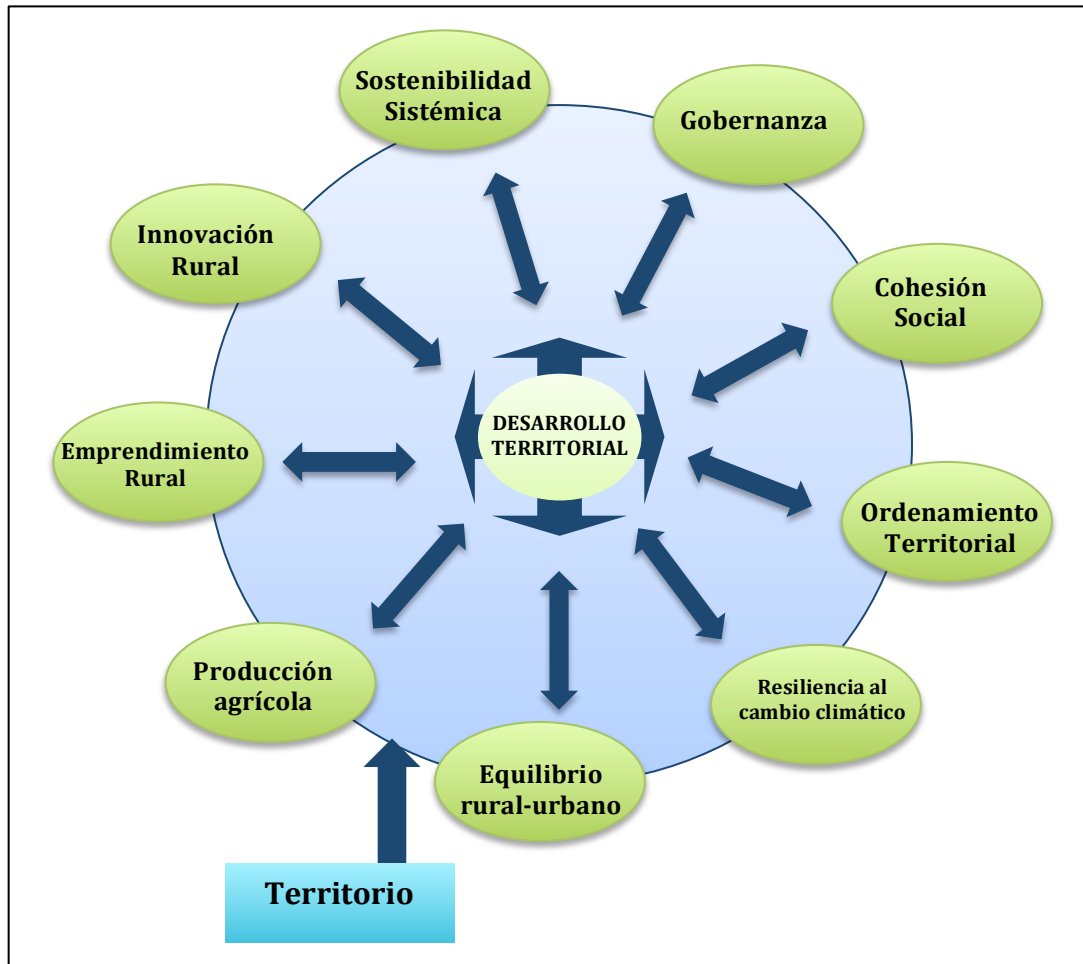 Sostenibilidad
Sistémica
Gobernanza
Innovación
Rural
Cohesión
Social
DESARROLLO
TERRITORIAL
Emprendimiento
Rural
Ordenamiento
Territorial
Producción
agrícola
Resiliencia al
cambio climático
Equilibrio
rural-urbano
Territorio